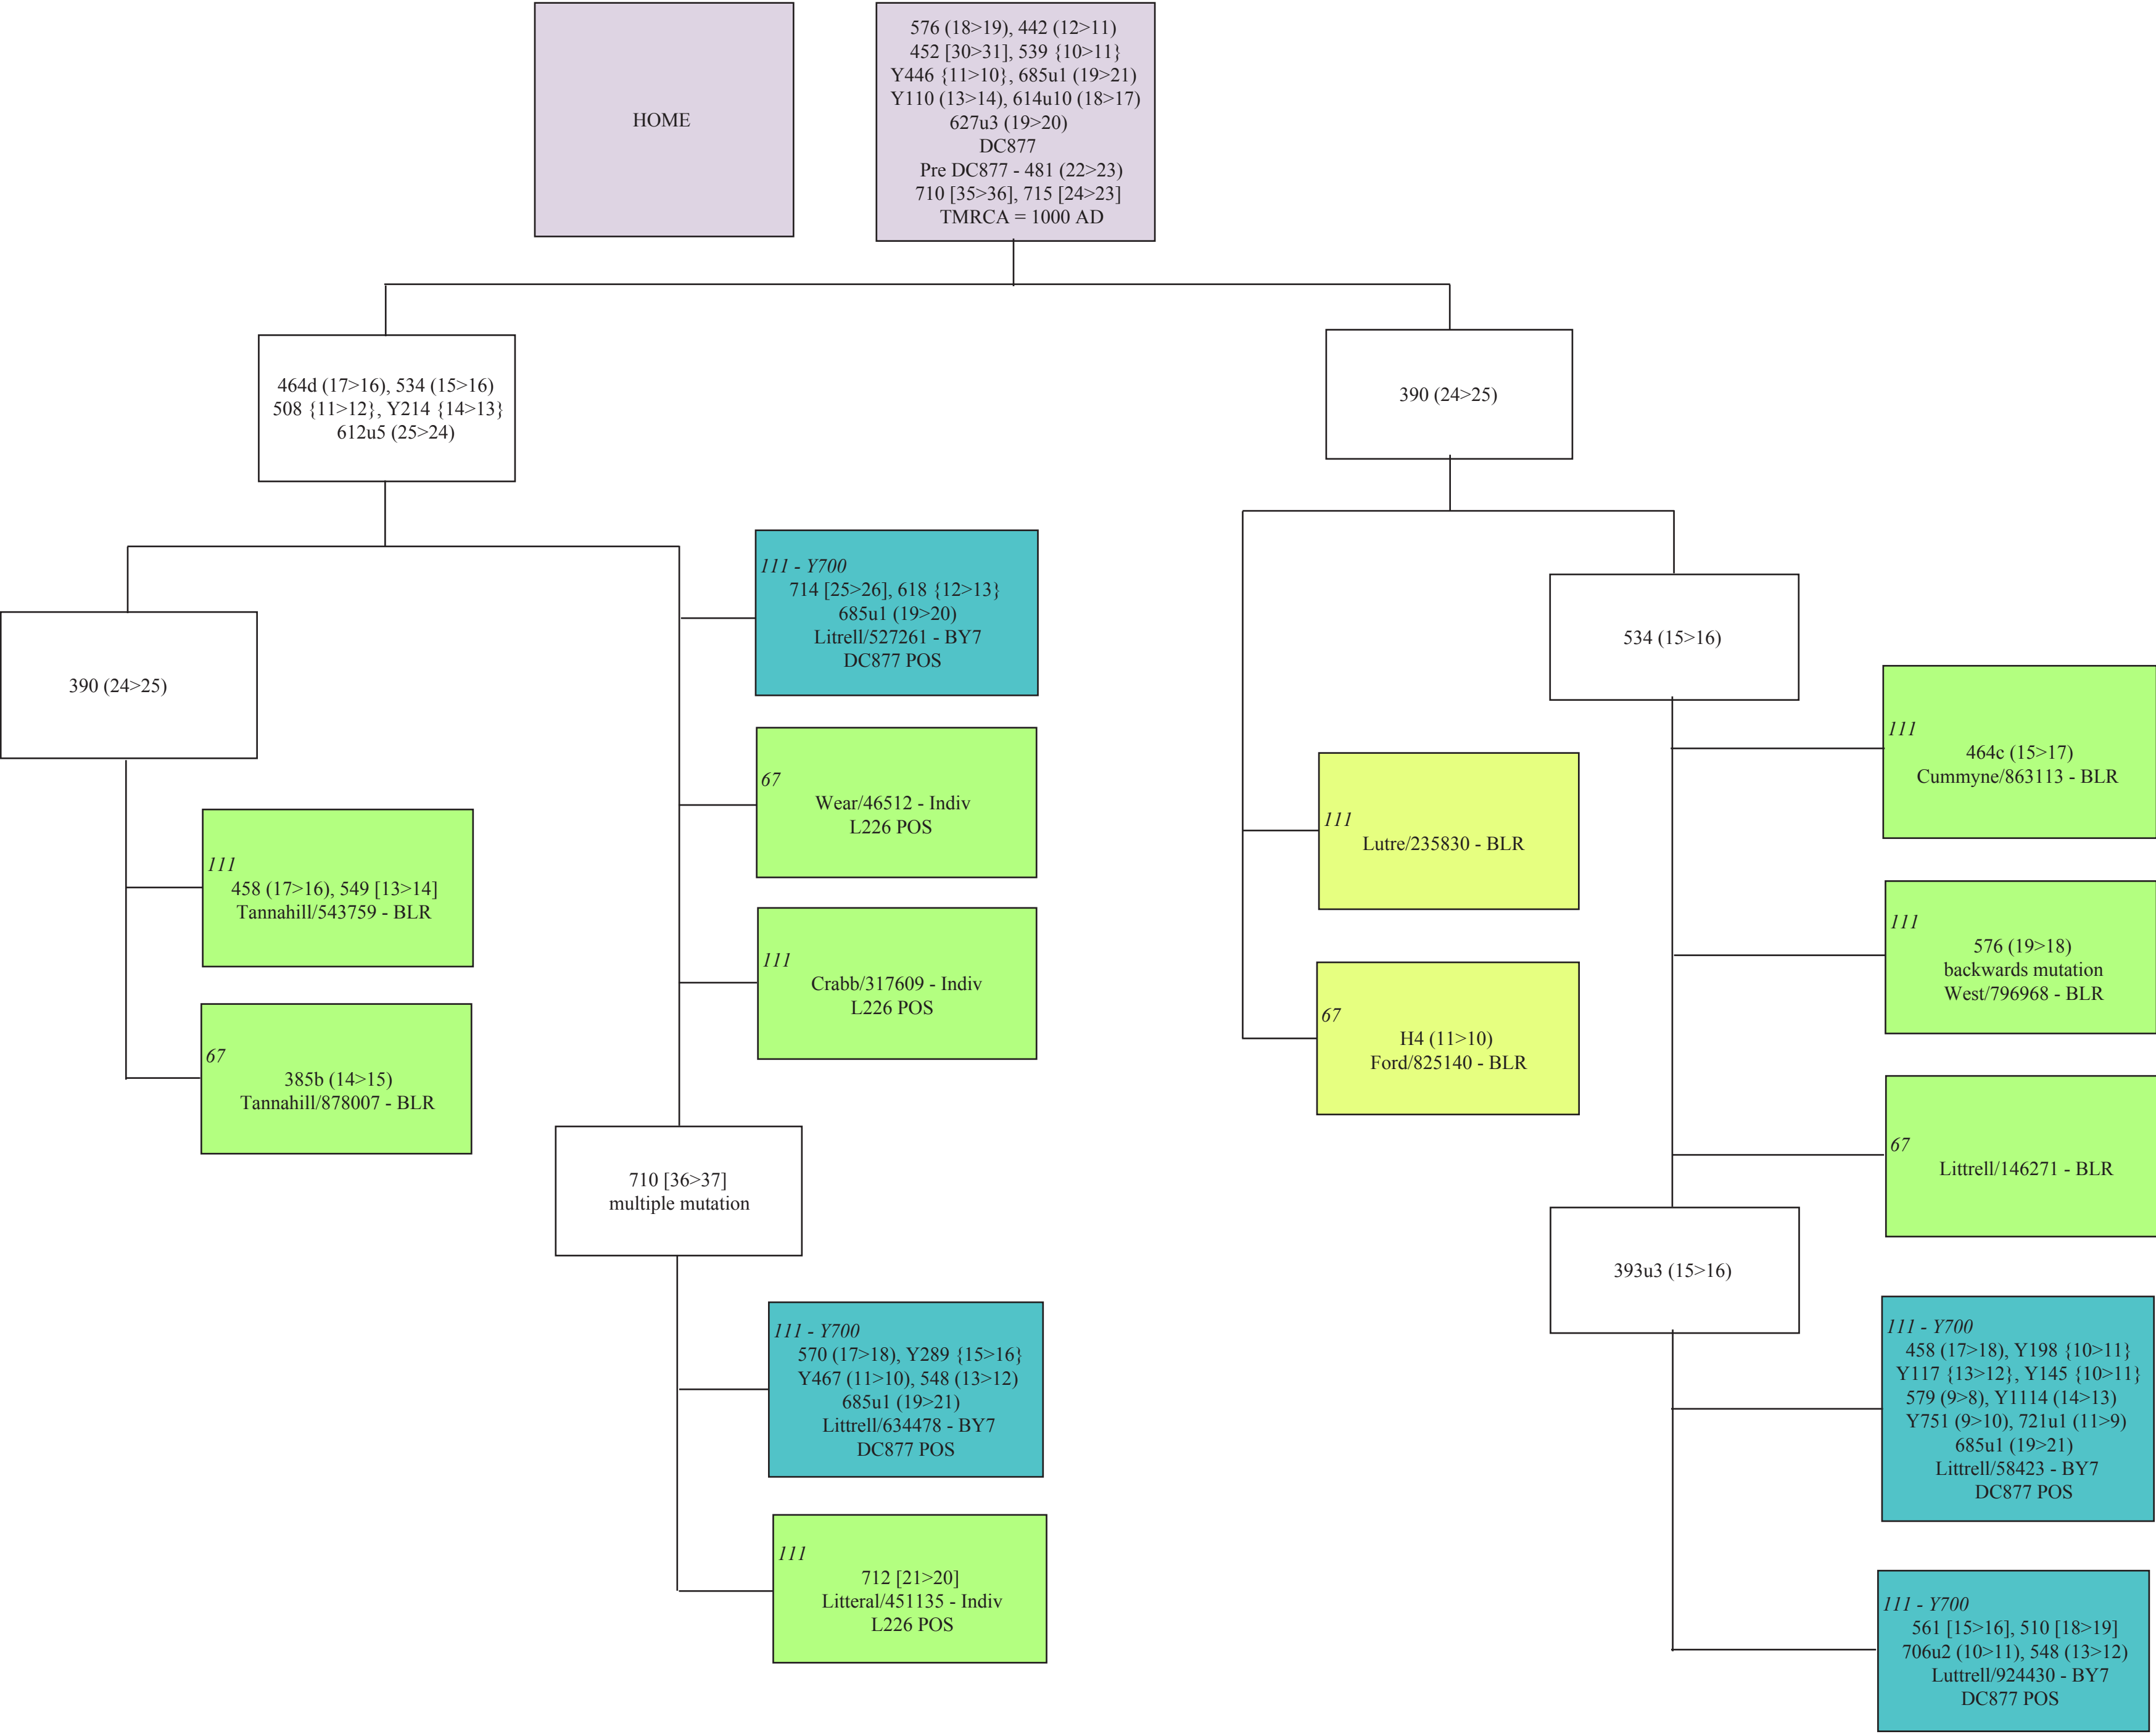 HOME
576 (18>19), 442 (12>11)
452 [30>31], 539 {10>11}
Y446 {11>10}, 685u1 (19>21)
Y110 (13>14), 614u10 (18>17)
627u3 (19>20)
DC877
Pre DC877 - 481 (22>23)
710 [35>36], 715 [24>23]
TMRCA = 1000 AD
464d (17>16), 534 (15>16)
508 {11>12}, Y214 {14>13}
612u5 (25>24)
390 (24>25)
111
458 (17>16), 549 [13>14]
Tannahill/543759 - BLR
67
385b (14>15)
Tannahill/878007 - BLR
111 - Y700
714 [25>26], 618 {12>13}
685u1 (19>20)
Litrell/527261 - BY7
DC877 POS
67
Wear/46512 - Indiv
L226 POS
111
Crabb/317609 - Indiv
L226 POS
710 [36>37]
multiple mutation
111 - Y700
570 (17>18), Y289 {15>16}
Y467 (11>10), 548 (13>12)
685u1 (19>21)
Littrell/634478 - BY7
DC877 POS
111
712 [21>20]
Litteral/451135 - Indiv
L226 POS
390 (24>25)
111
Lutre/235830 - BLR
67
H4 (11>10)
Ford/825140 - BLR
534 (15>16)
111
464c (15>17)
Cummyne/863113 - BLR
111
576 (19>18)
backwards mutation
West/796968 - BLR
67
Littrell/146271 - BLR
393u3 (15>16)
111 - Y700
458 (17>18), Y198 {10>11}
Y117 {13>12}, Y145 {10>11}
579 (9>8), Y1114 (14>13)
Y751 (9>10), 721u1 (11>9)
685u1 (19>21)
Littrell/58423 - BY7
DC877 POS
111 - Y700
561 [15>16], 510 [18>19]
706u2 (10>11), 548 (13>12)
Luttrell/924430 - BY7
DC877 POS